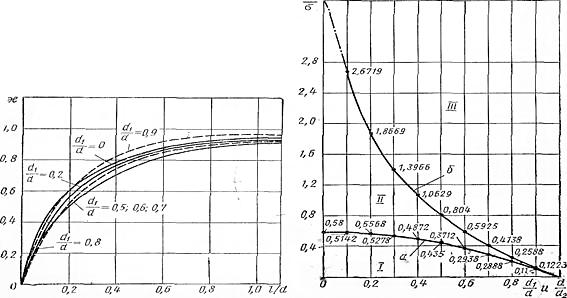 æ
1,0
0,8
0,6
0,4
0,2
0
d₁/d=0,9
d₁/d=0
d₁/d=0,2
d₁/d=0,5; 0,6; 0,7
d₁/d=0,8
0,2 0,4 0,6 0,8 1,0 l/d
σ̄
2,8
2,4
2,0
1,6
1,2
0,8
0,4
2,6719
III
1,8669
1,3966
б
1,0629
II
0,804
0,58 0,5568 0,4872 0,3712 0,5925
0,5142 0,5278 а 0,435 0,2938 0,4138
0,2888 0,2588
0,1223
I
0,2 0,4 0,6 0,8 d₁/d и d/d₂